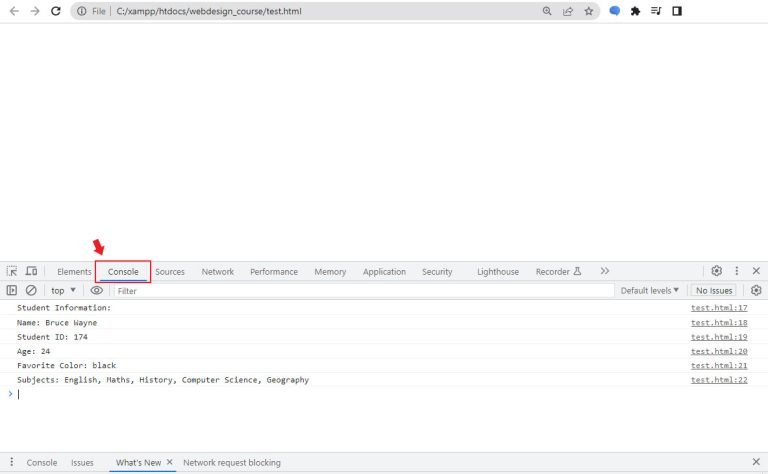 File C:/xampp/htdocs/webdesign_course/test.html
Elements Console Sources Network Performance Memory Application Security Lighthouse Recorder
top Filter Default levels No Issues
Student Information: test.html:17
Name: Bruce Wayne test.html:18
Student ID: 174 test.html:19
Age: 24 test.html:20
Favorite Color: black test.html:21
Subjects: English, Maths, History, Computer Science, Geography test.html:22
Console Issues What's New Network request blocking